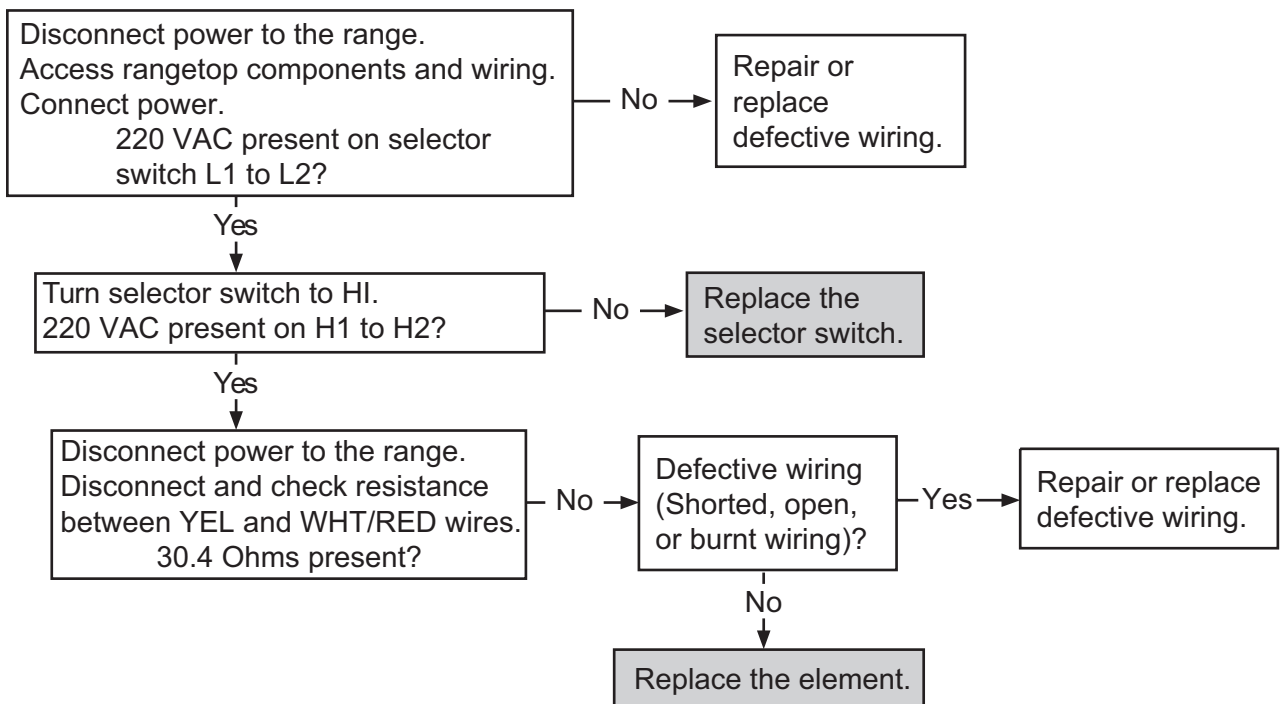 Disconnect power to the range.
Access rangetop components and wiring.
Connect power.
220 VAC present on selector
switch L1 to L2?
No
Repair or
replace
defective wiring.
Yes
Turn selector switch to HI.
220 VAC present on H1 to H2?
No
Replace the
selector switch.
Yes
Disconnect power to the range.
Disconnect and check resistance
between YEL and WHT/RED wires.
30.4 Ohms present?
No
Defective wiring
(Shorted, open,
or burnt wiring)?
Yes
Repair or replace
defective wiring.
No
Replace the element.